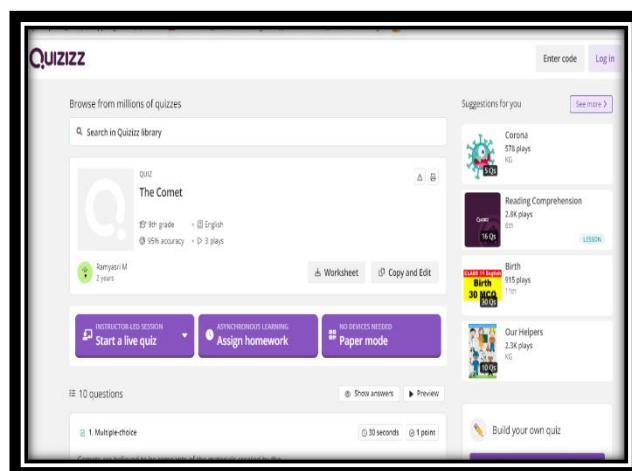 QUIZIZZ
Enter code
Log in
Browse from millions of quizzes
Search in Quizizz library
QUIZ
The Comet
9th grade • English
95% accuracy • 3 plays
Ramyasri M
2 years
Worksheet
Copy and Edit
INSTRUCTOR-LED SESSION
Start a live quiz
ASYNCHRONOUS LEARNING
Assign homework
NO DEVICES NEEDED
Paper mode
10 questions
Show answers
Preview
1. Multiple-choice
30 seconds
1 point
Suggestions for you
See more >
Corona
578 plays
KG
5 Qs
Reading Comprehension
2.8K plays
6th
LESSON
16 Qs
Birth
915 plays
11th
CLASS 11 English
Birth
30 MCQ
30 Qs
Our Helpers
2.3K plays
KG
10 Qs
Build your own quiz